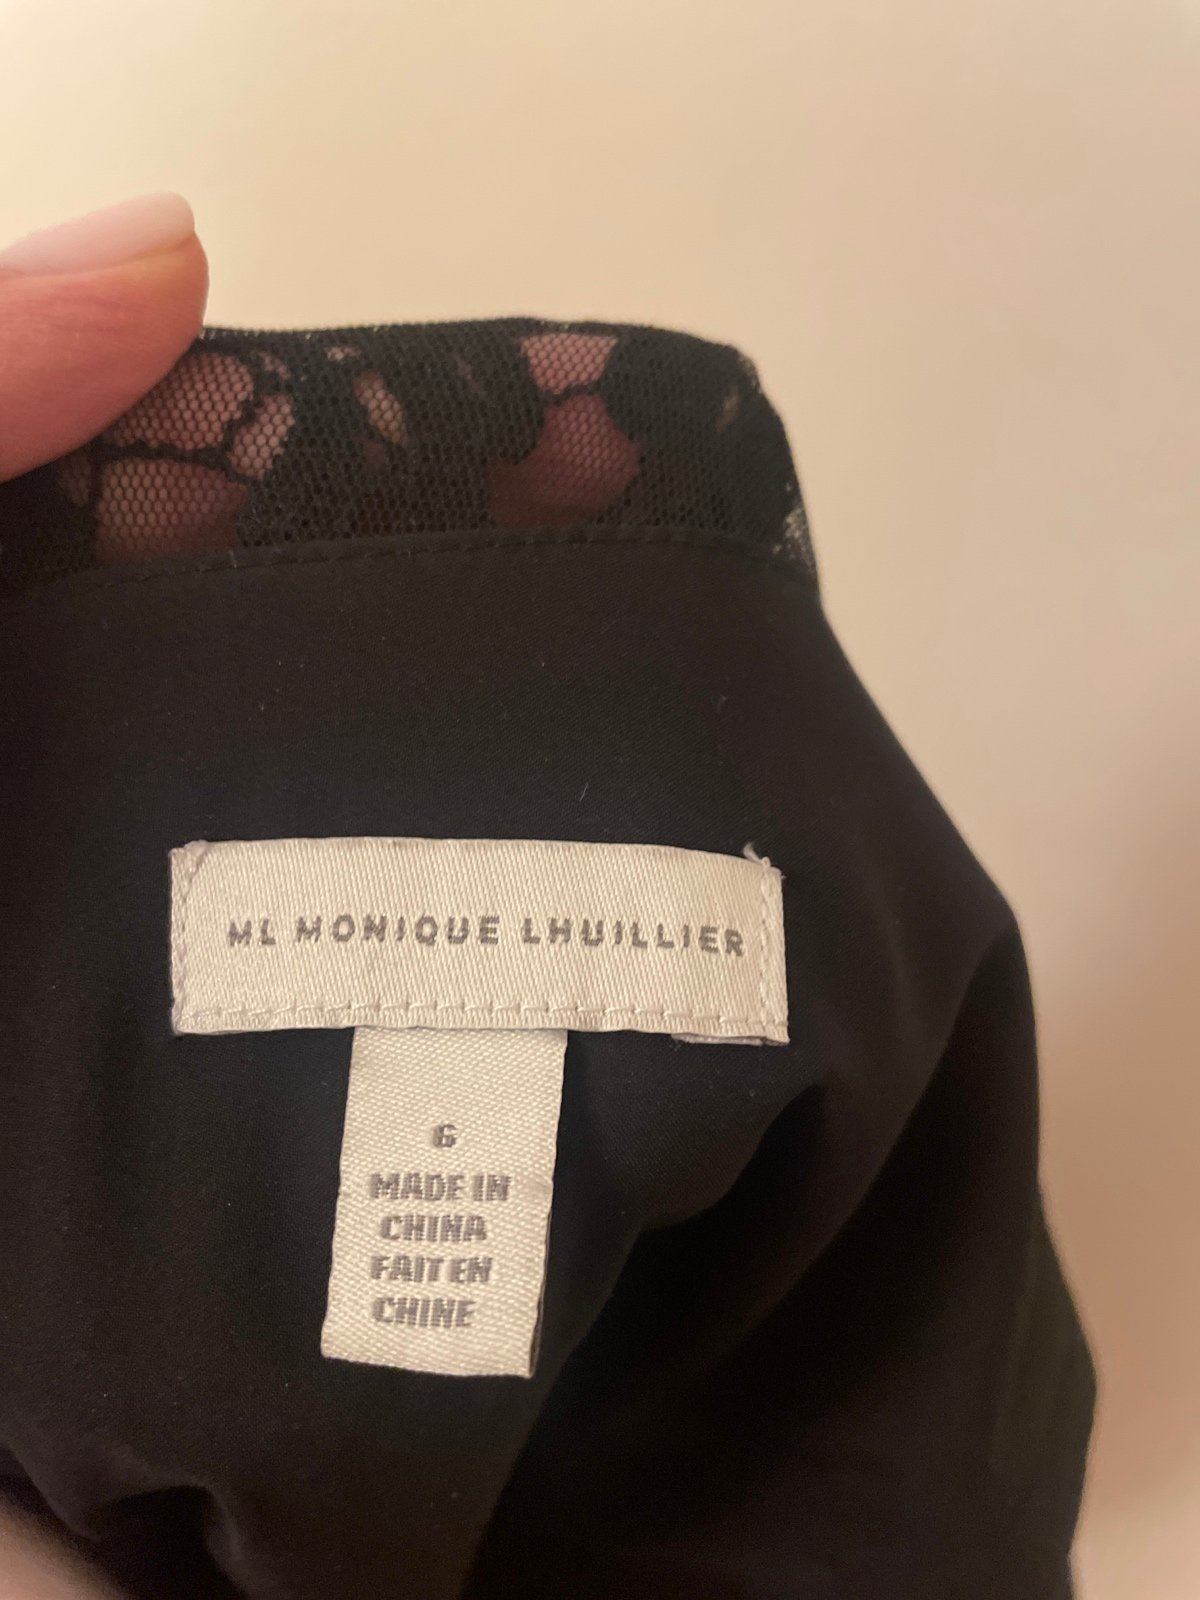 ML MONIQUE LHUILLIER
6
MADE IN
CHINA
FAIT EN
CHINE